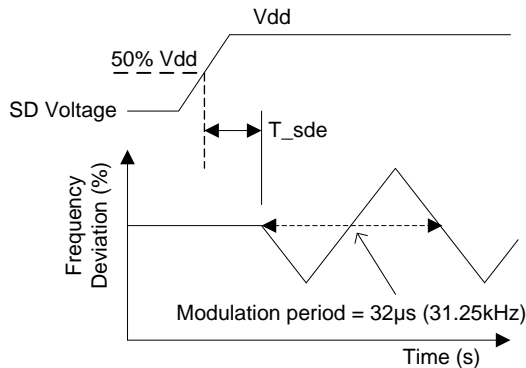 Vdd
50% Vdd
SD Voltage
T_sde
Frequency
Deviation (%)
Modulation period = 32µs (31.25kHz)
Time (s)